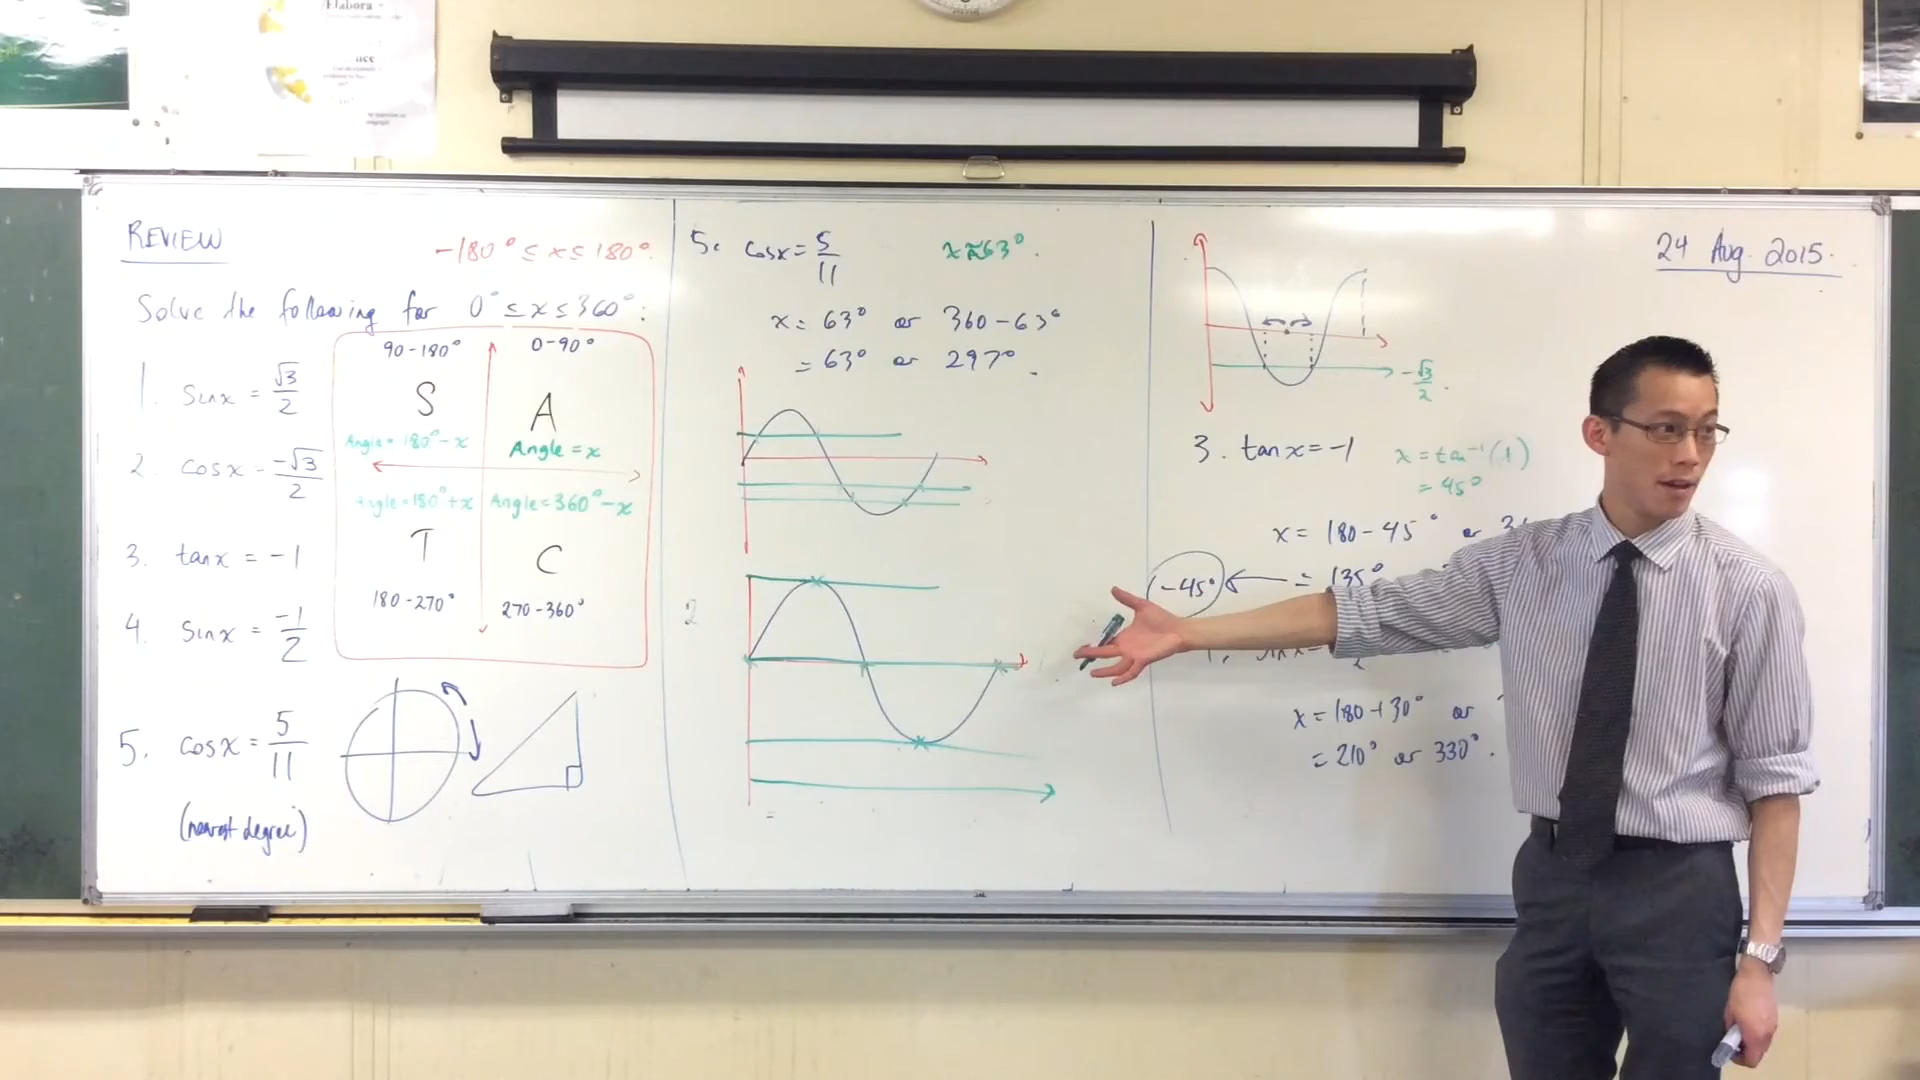 Elabora
REVIEW
-180° ≤ x ≤ 180°.
Solve the following for 0° ≤ x ≤ 360°:
1. sin x = √3/2
2. cos x = -√3/2
3. tan x = -1
4. sin x = -1/2
5. cos x = 5/11
(nearest degree)
90-180°
0-90°
S
A
Angle = 180° - x
Angle = x
Angle = 180° + x
Angle = 360° - x
T
C
180-270°
270-360°
5. cos x = 5/11
x ≈ 63°.
x = 63° or 360 - 63°
= 63° or 297°.
2
=
24 Aug. 2015.
-√3/2.
3. tan x = -1
x = tan⁻¹(1)
= 45°
x = 180 - 45° or
= 135°
-45°
x = 180 + 30° or
= 210° or 330°.